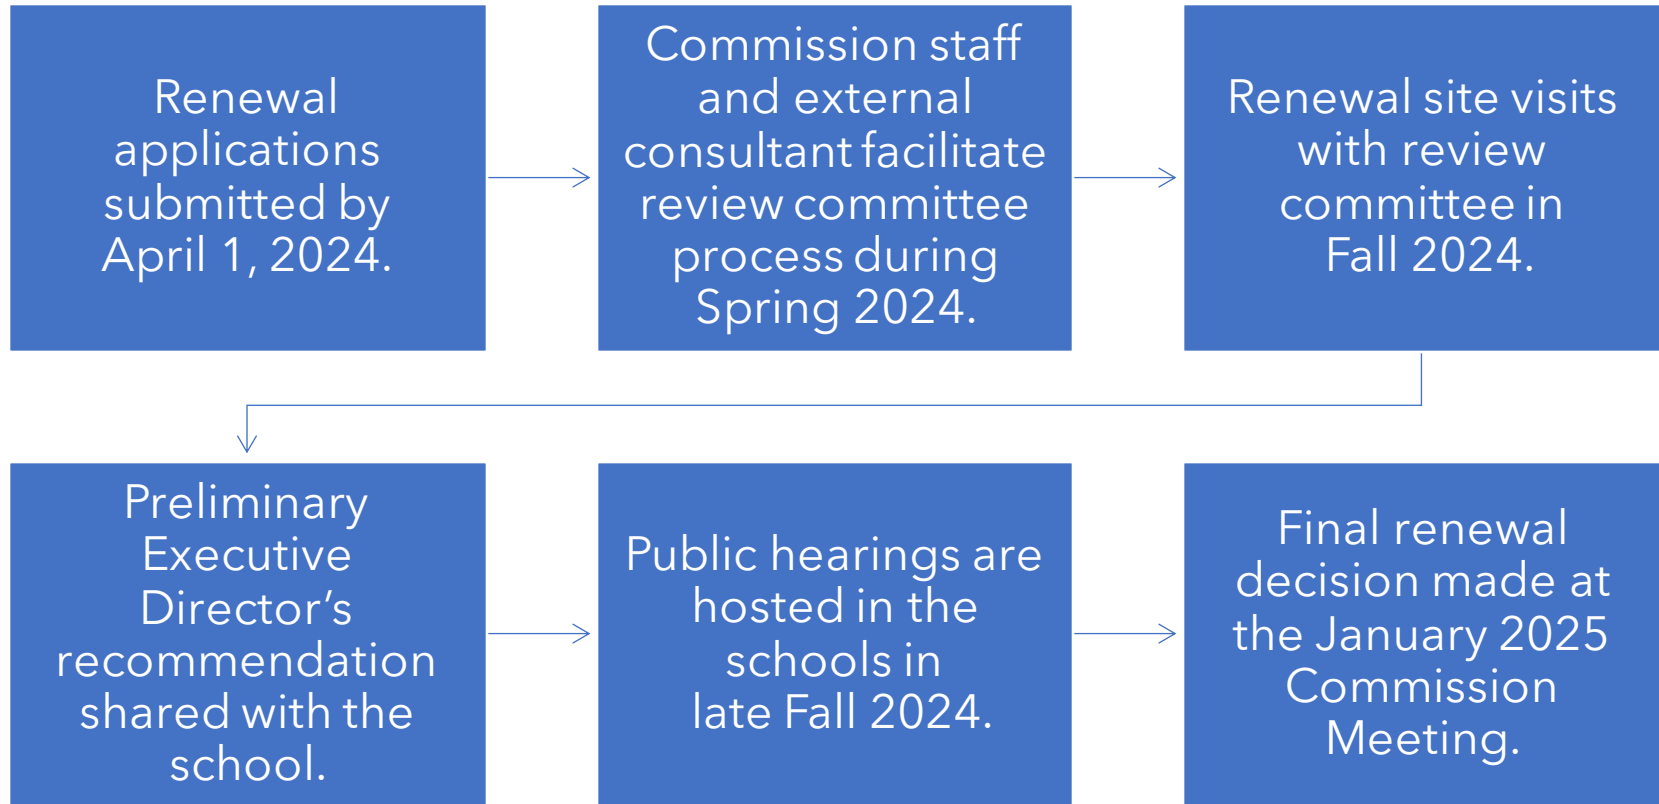 Renewal
applications
submitted by
April 1, 2024.
Commission staff
and external
consultant facilitate
review committee
process during
Spring 2024.
Renewal site visits
with review
committee in
Fall 2024.
Preliminary
Executive
Director’s
recommendation
shared with the
school.
Public hearings are
hosted in the
schools in
late Fall 2024.
Final renewal
decision made at
the January 2025
Commission
Meeting.